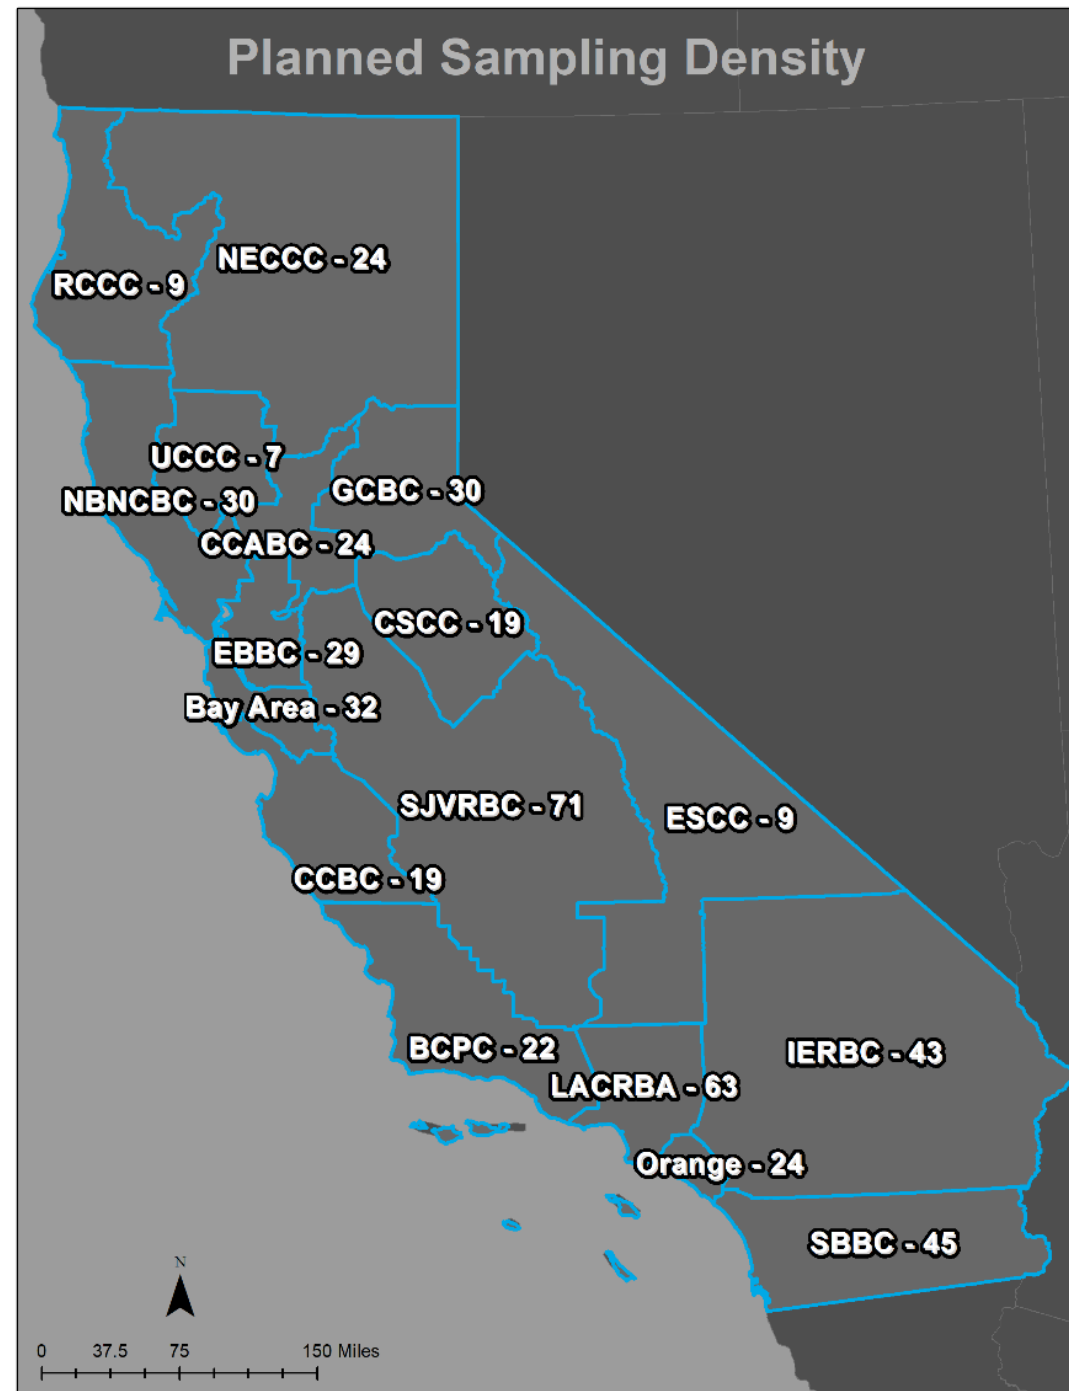 Planned Sampling Density
NECCC - 24
RCCC - 9
UCCC - 7
GCBC - 30
NBNCBC - 30
CCABC - 24
CSCC - 19
EBBC - 29
Bay Area - 32
SJVRBC - 71
ESCC - 9
CCBC - 19
BCPC - 22
IERBC - 43
LACRBA - 63
Orange - 24
SBBC - 45
N
0 37.5 75 150 Miles